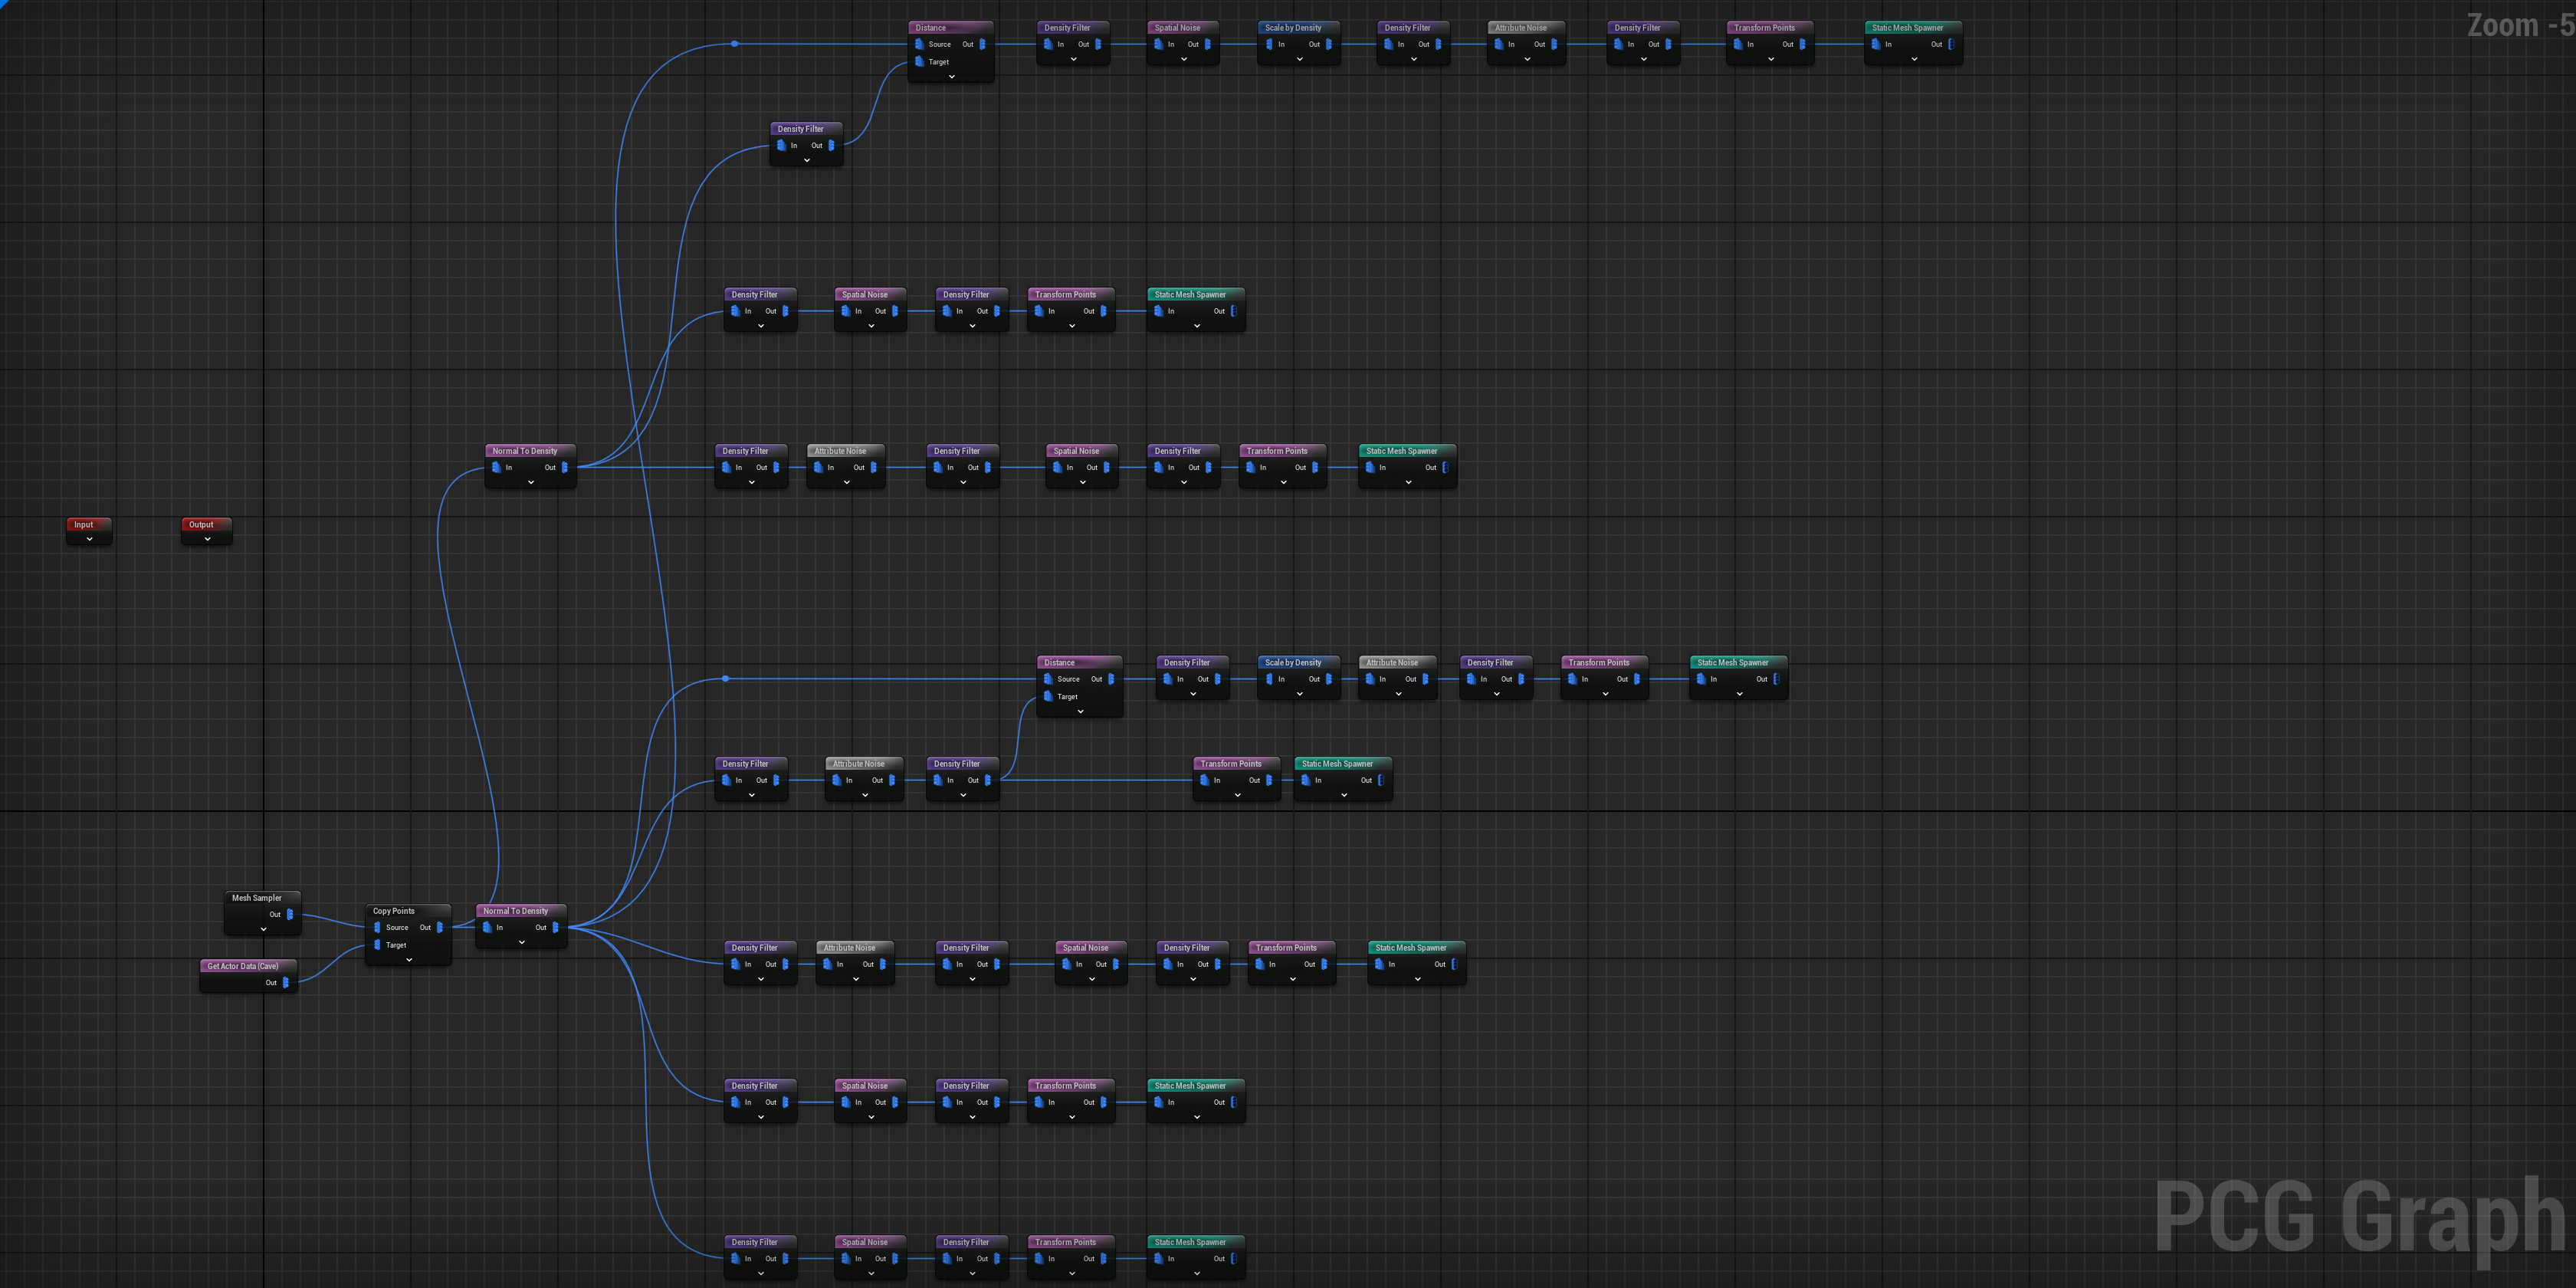 Zoom -5
Distance
Source Out
Target
Density Filter
In Out
Spatial Noise
In Out
Scale by Density
In Out
Density Filter
In Out
Attribute Noise
In Out
Density Filter
In Out
Transform Points
In Out
Static Mesh Spawner
In Out
Density Filter
In Out
Density Filter
In Out
Spatial Noise
In Out
Density Filter
In Out
Transform Points
In Out
Static Mesh Spawner
In Out
Normal To Density
In Out
Density Filter
In Out
Attribute Noise
In Out
Density Filter
In Out
Spatial Noise
In Out
Density Filter
In Out
Transform Points
In Out
Static Mesh Spawner
In Out
Input
Output
Distance
Source Out
Target
Density Filter
In Out
Scale by Density
In Out
Attribute Noise
In Out
Density Filter
In Out
Transform Points
In Out
Static Mesh Spawner
In Out
Density Filter
In Out
Attribute Noise
In Out
Density Filter
In Out
Transform Points
In Out
Static Mesh Spawner
In Out
Mesh Sampler
Out
Copy Points
Source Out
Target
Normal To Density
In Out
Get Actor Data (Cave)
Out
Density Filter
In Out
Attribute Noise
In Out
Density Filter
In Out
Spatial Noise
In Out
Density Filter
In Out
Transform Points
In Out
Static Mesh Spawner
In Out
Density Filter
In Out
Spatial Noise
In Out
Density Filter
In Out
Transform Points
In Out
Static Mesh Spawner
In Out
Density Filter
In Out
Spatial Noise
In Out
Density Filter
In Out
Transform Points
In Out
Static Mesh Spawner
In Out
PCG Graph